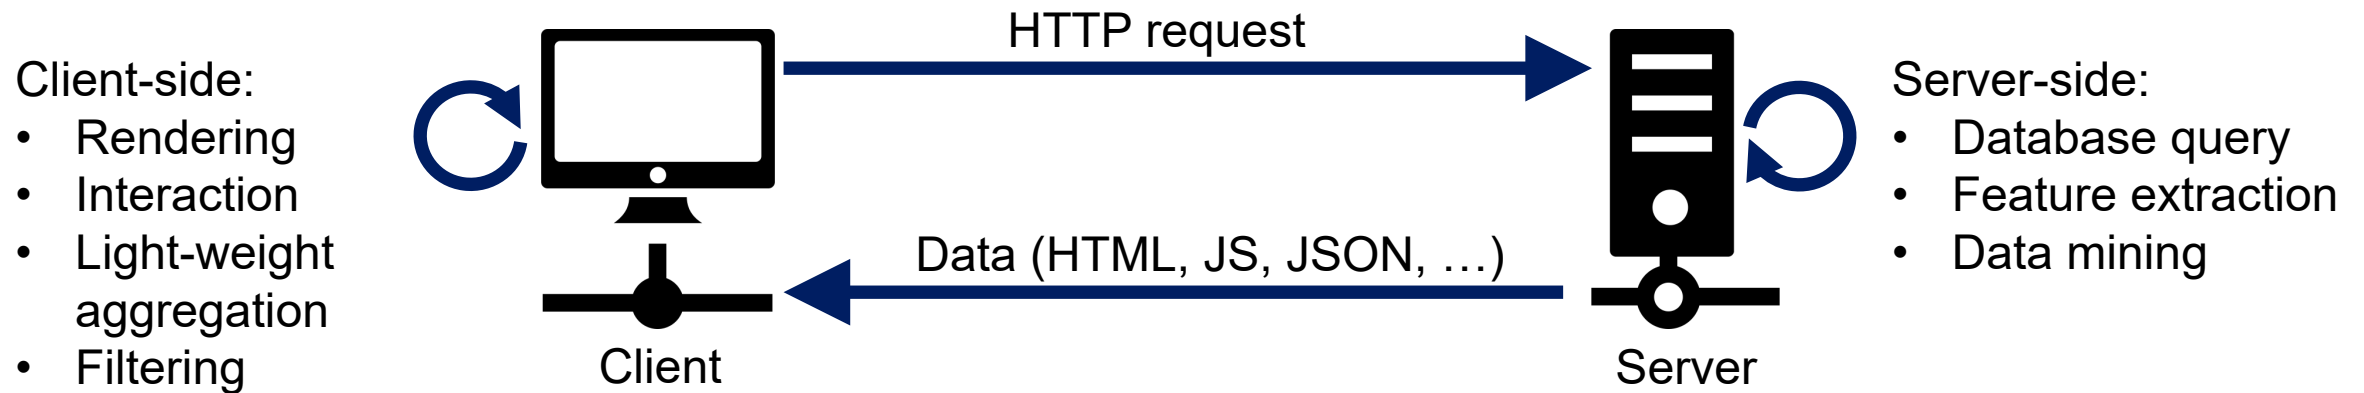 HTTP request
Client-side:
• Rendering
• Interaction
• Light-weight
aggregation
• Filtering
Data (HTML, JS, JSON, …)
Client
Server
Server-side:
• Database query
• Feature extraction
• Data mining